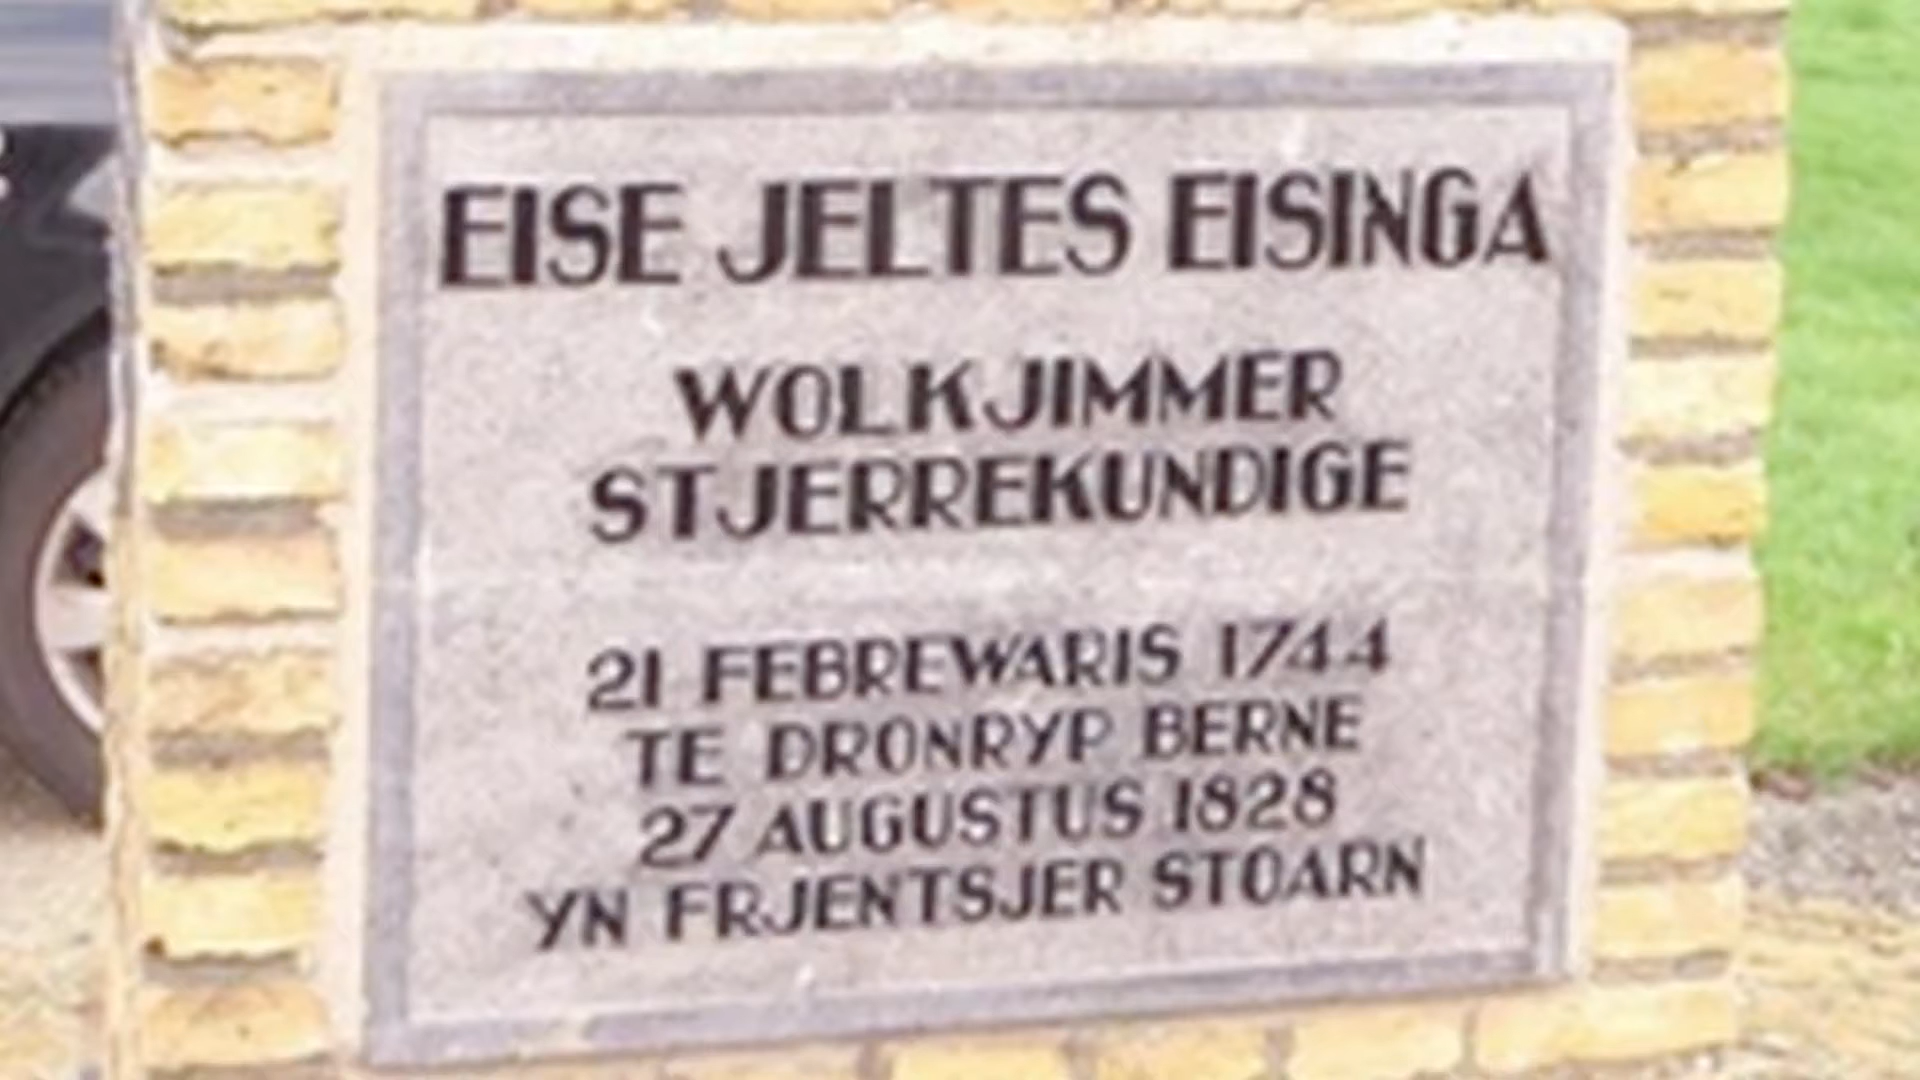 EISE JELTES EISINGA
WOLKJIMMER
STJERREKUNDIGE
21 FEBREWARIS 1744
TE DRONRYP BERNE
27 AUGUSTUS 1828
YN FRJENTSJER STOARN